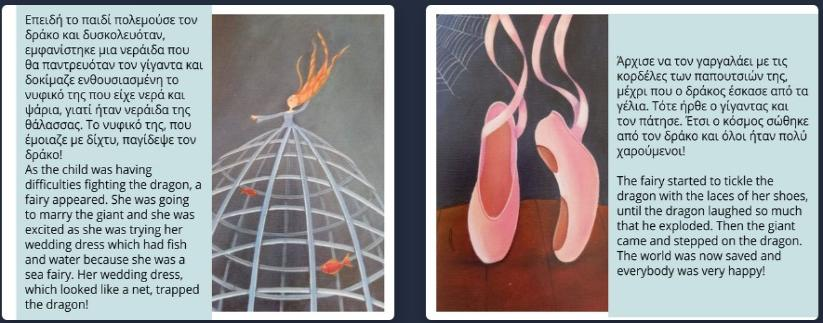 Επειδή το παιδί πολεμούσε τον
δράκο και δυσκολευόταν,
εμφανίστηκε μια νεράιδα που
θα παντρευόταν τον γίγαντα και
δοκίμαζε ενθουσιασμένη το
νυφικό της που είχε νερά και
ψάρια, γιατί ήταν νεράιδα της
θάλασσας. Το νυφικό της, που
έμοιαζε με δίχτυ, παγίδεψε τον
δράκο!
As the child was having
difficulties fighting the dragon, a
fairy appeared. She was going
to marry the giant and she was
excited as she was trying her
wedding dress which had fish
and water because she was a
sea fairy. Her wedding dress,
which looked like a net, trapped
the dragon!
Άρχισε να τον γαργαλάει με τις
κορδέλες των παπουτσιών της,
μέχρι που ο δράκος έσκασε από τα
γέλια. Τότε ήρθε ο γίγαντας και
τον πάτησε. Έτσι ο κόσμος σώθηκε
από τον δράκο και όλοι ήταν πολύ
χαρούμενοι!
The fairy started to tickle the
dragon with the laces of her shoes,
until the dragon laughed so much
that he exploded. Then the giant
came and stepped on the dragon.
The world was now saved and
everybody was very happy!